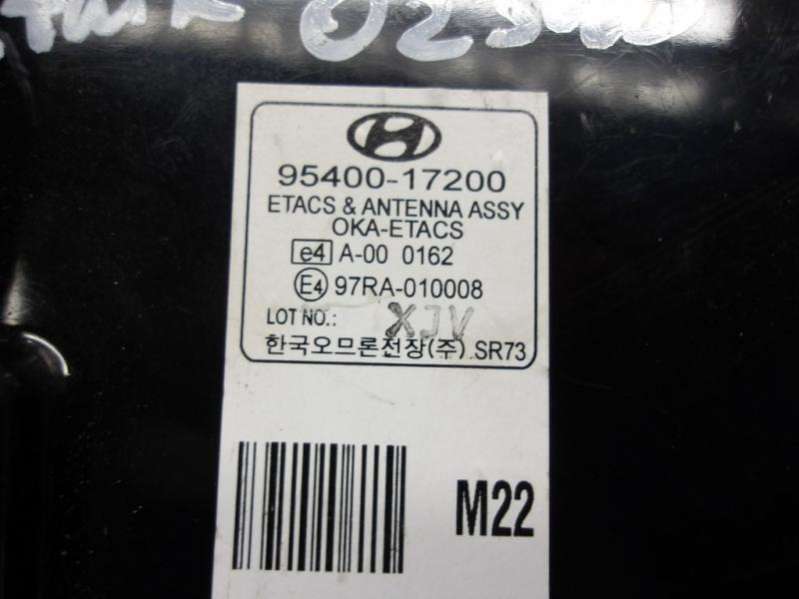 95400-17200
ETACS & ANTENNA ASSY
OKA-ETACS
e4 A-00 0162
E4 97RA-010008
LOT NO.: XJV
한국오므론전장(주) SR73
M22